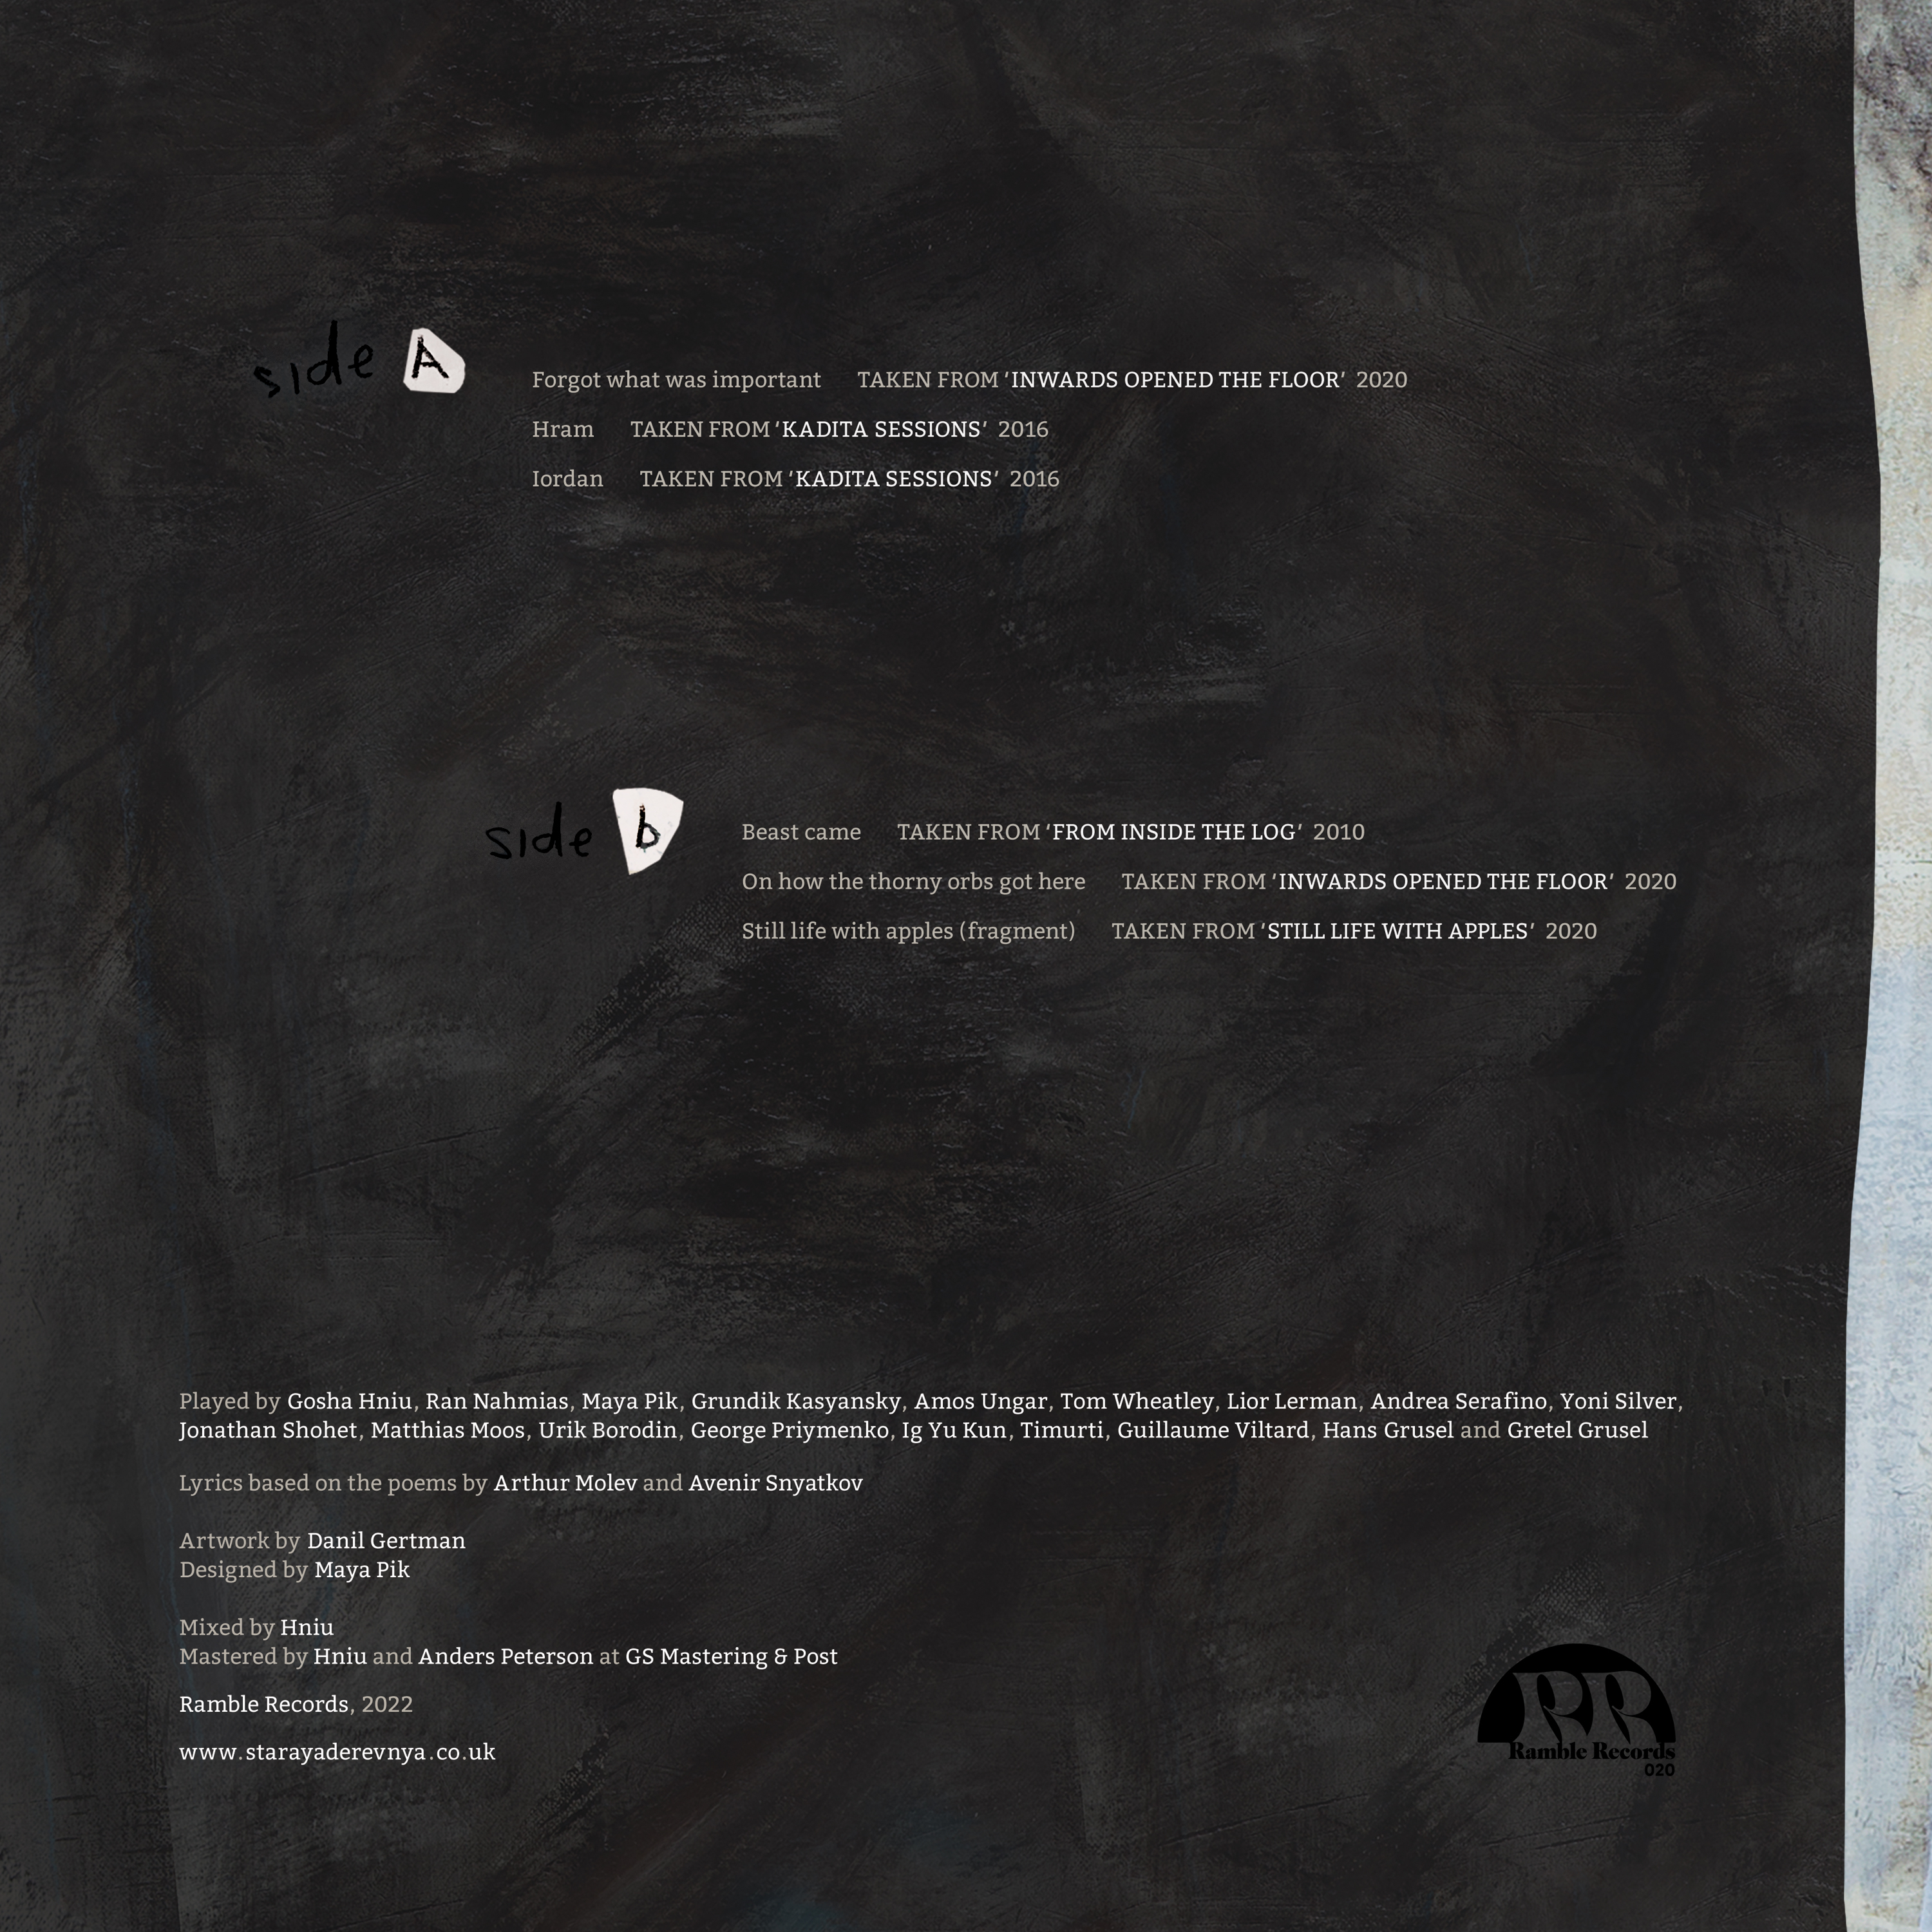 side A
Forgot what was important TAKEN FROM ‘INWARDS OPENED THE FLOOR’ 2020
Hram TAKEN FROM ‘KADITA SESSIONS’ 2016
Iordan TAKEN FROM ‘KADITA SESSIONS’ 2016
side b
Beast came TAKEN FROM ‘FROM INSIDE THE LOG’ 2010
On how the thorny orbs got here TAKEN FROM ‘INWARDS OPENED THE FLOOR’ 2020
Still life with apples (fragment) TAKEN FROM ‘STILL LIFE WITH APPLES’ 2020
Played by Gosha Hniu, Ran Nahmias, Maya Pik, Grundik Kasyansky, Amos Ungar, Tom Wheatley, Lior Lerman, Andrea Serafino, Yoni Silver,
Jonathan Shohet, Matthias Moos, Urik Borodin, George Priymenko, Ig Yu Kun, Timurti, Guillaume Viltard, Hans Grusel and Gretel Grusel
Lyrics based on the poems by Arthur Molev and Avenir Snyatkov
Artwork by Danil Gertman
Designed by Maya Pik
Mixed by Hniu
Mastered by Hniu and Anders Peterson at GS Mastering & Post
Ramble Records, 2022
www.starayaderevnya.co.uk
RR
Ramble Records
020